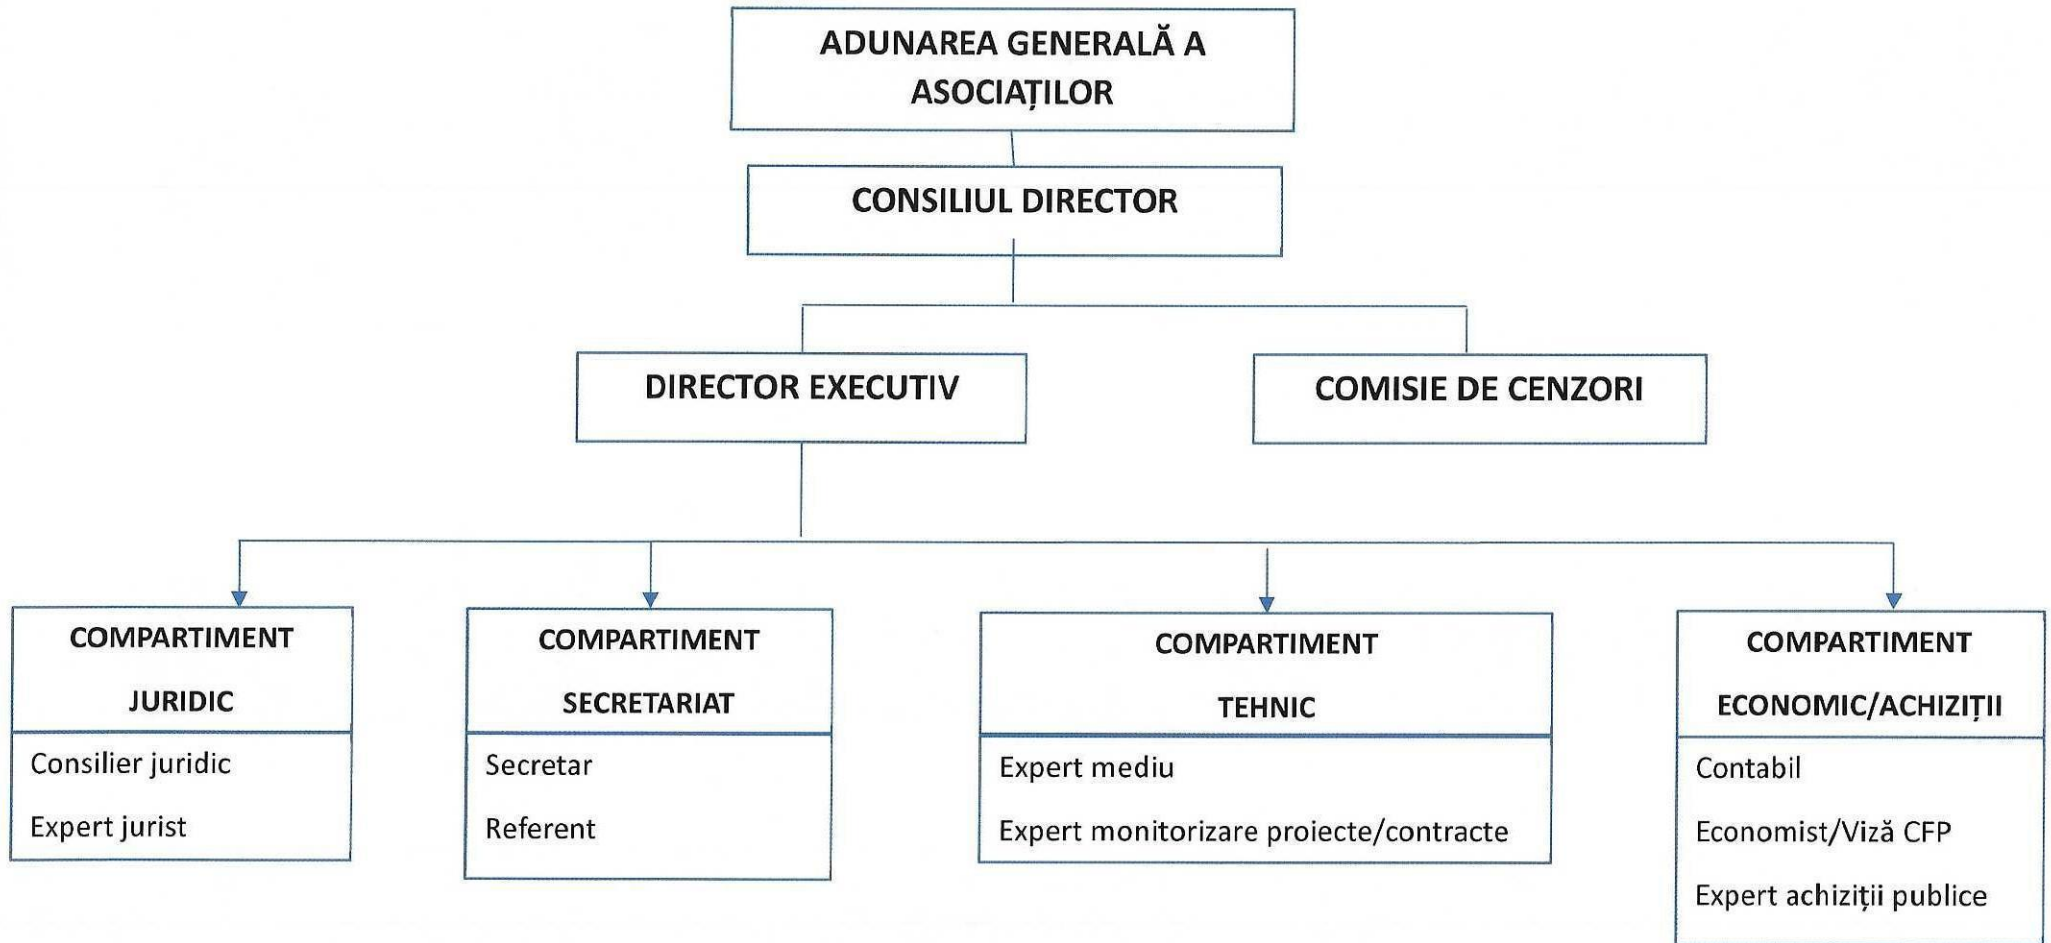 ADUNAREA GENERALĂ A
ASOCIAȚILOR
CONSILIUL DIRECTOR
DIRECTOR EXECUTIV
COMISIE DE CENZORI
COMPARTIMENT
JURIDIC
Consilier juridic
Expert jurist
COMPARTIMENT
SECRETARIAT
Secretar
Referent
COMPARTIMENT
TEHNIC
Expert mediu
Expert monitorizare proiecte/contracte
COMPARTIMENT
ECONOMIC/ACHIZIȚII
Contabil
Economist/Viză CFP
Expert achiziții publice